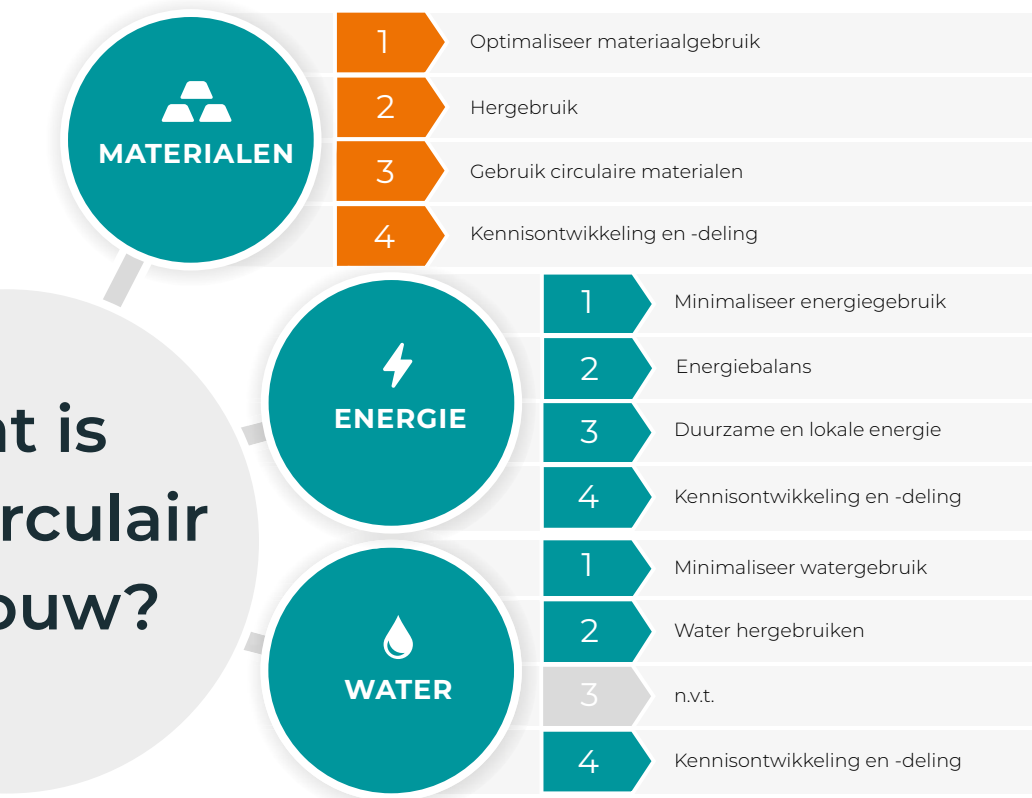 MATERIALEN
1 Optimaliseer materiaalgebruik
2 Hergebruik
3 Gebruik circulaire materialen
4 Kennisontwikkeling en -deling
ENERGIE
1 Minimaliseer energiegebruik
2 Energiebalans
3 Duurzame en lokale energie
4 Kennisontwikkeling en -deling
is
ouw?
WATER
1 Minimaliseer watergebruik
2 Water hergebruiken
3 n.v.t.
4 Kennisontwikkeling en -deling